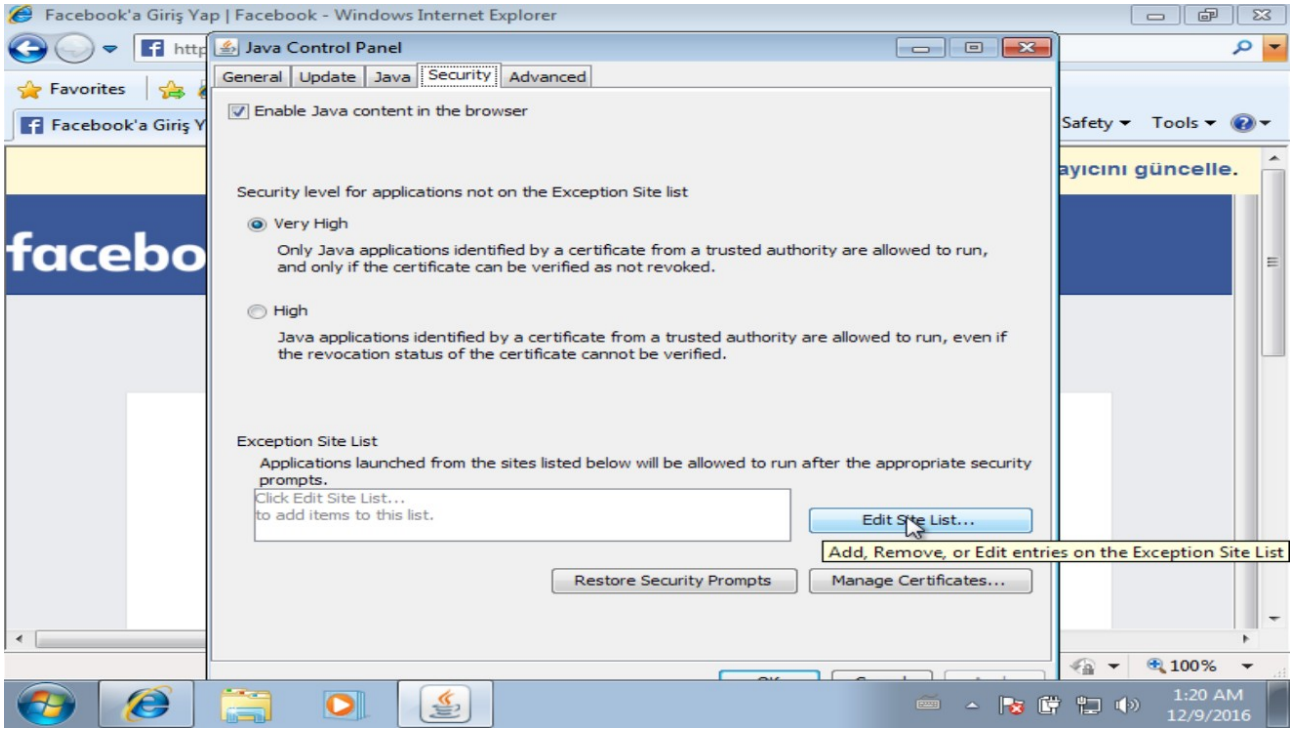 Facebook'a Giriş Yap | Facebook - Windows Internet Explorer
http
Java Control Panel
Favorites
General Update Java Security Advanced
Facebook'a Giriş Y
Enable Java content in the browser
Safety Tools
güncelle.
facebo
Security level for applications not on the Exception Site list
Very High
Only Java applications identified by a certificate from a trusted authority are allowed to run,
and only if the certificate can be verified as not revoked.
High
Java applications identified by a certificate from a trusted authority are allowed to run, even if
the revocation status of the certificate cannot be verified.
Exception Site List
Applications launched from the sites listed below will be allowed to run after the appropriate security
prompts.
Click Edit Site List...
to add items to this list.
Edit Site List...
Add, Remove, or Edit entries on the Exception Site List
Restore Security Prompts Manage Certificates...
100%
1:20 AM
12/9/2016